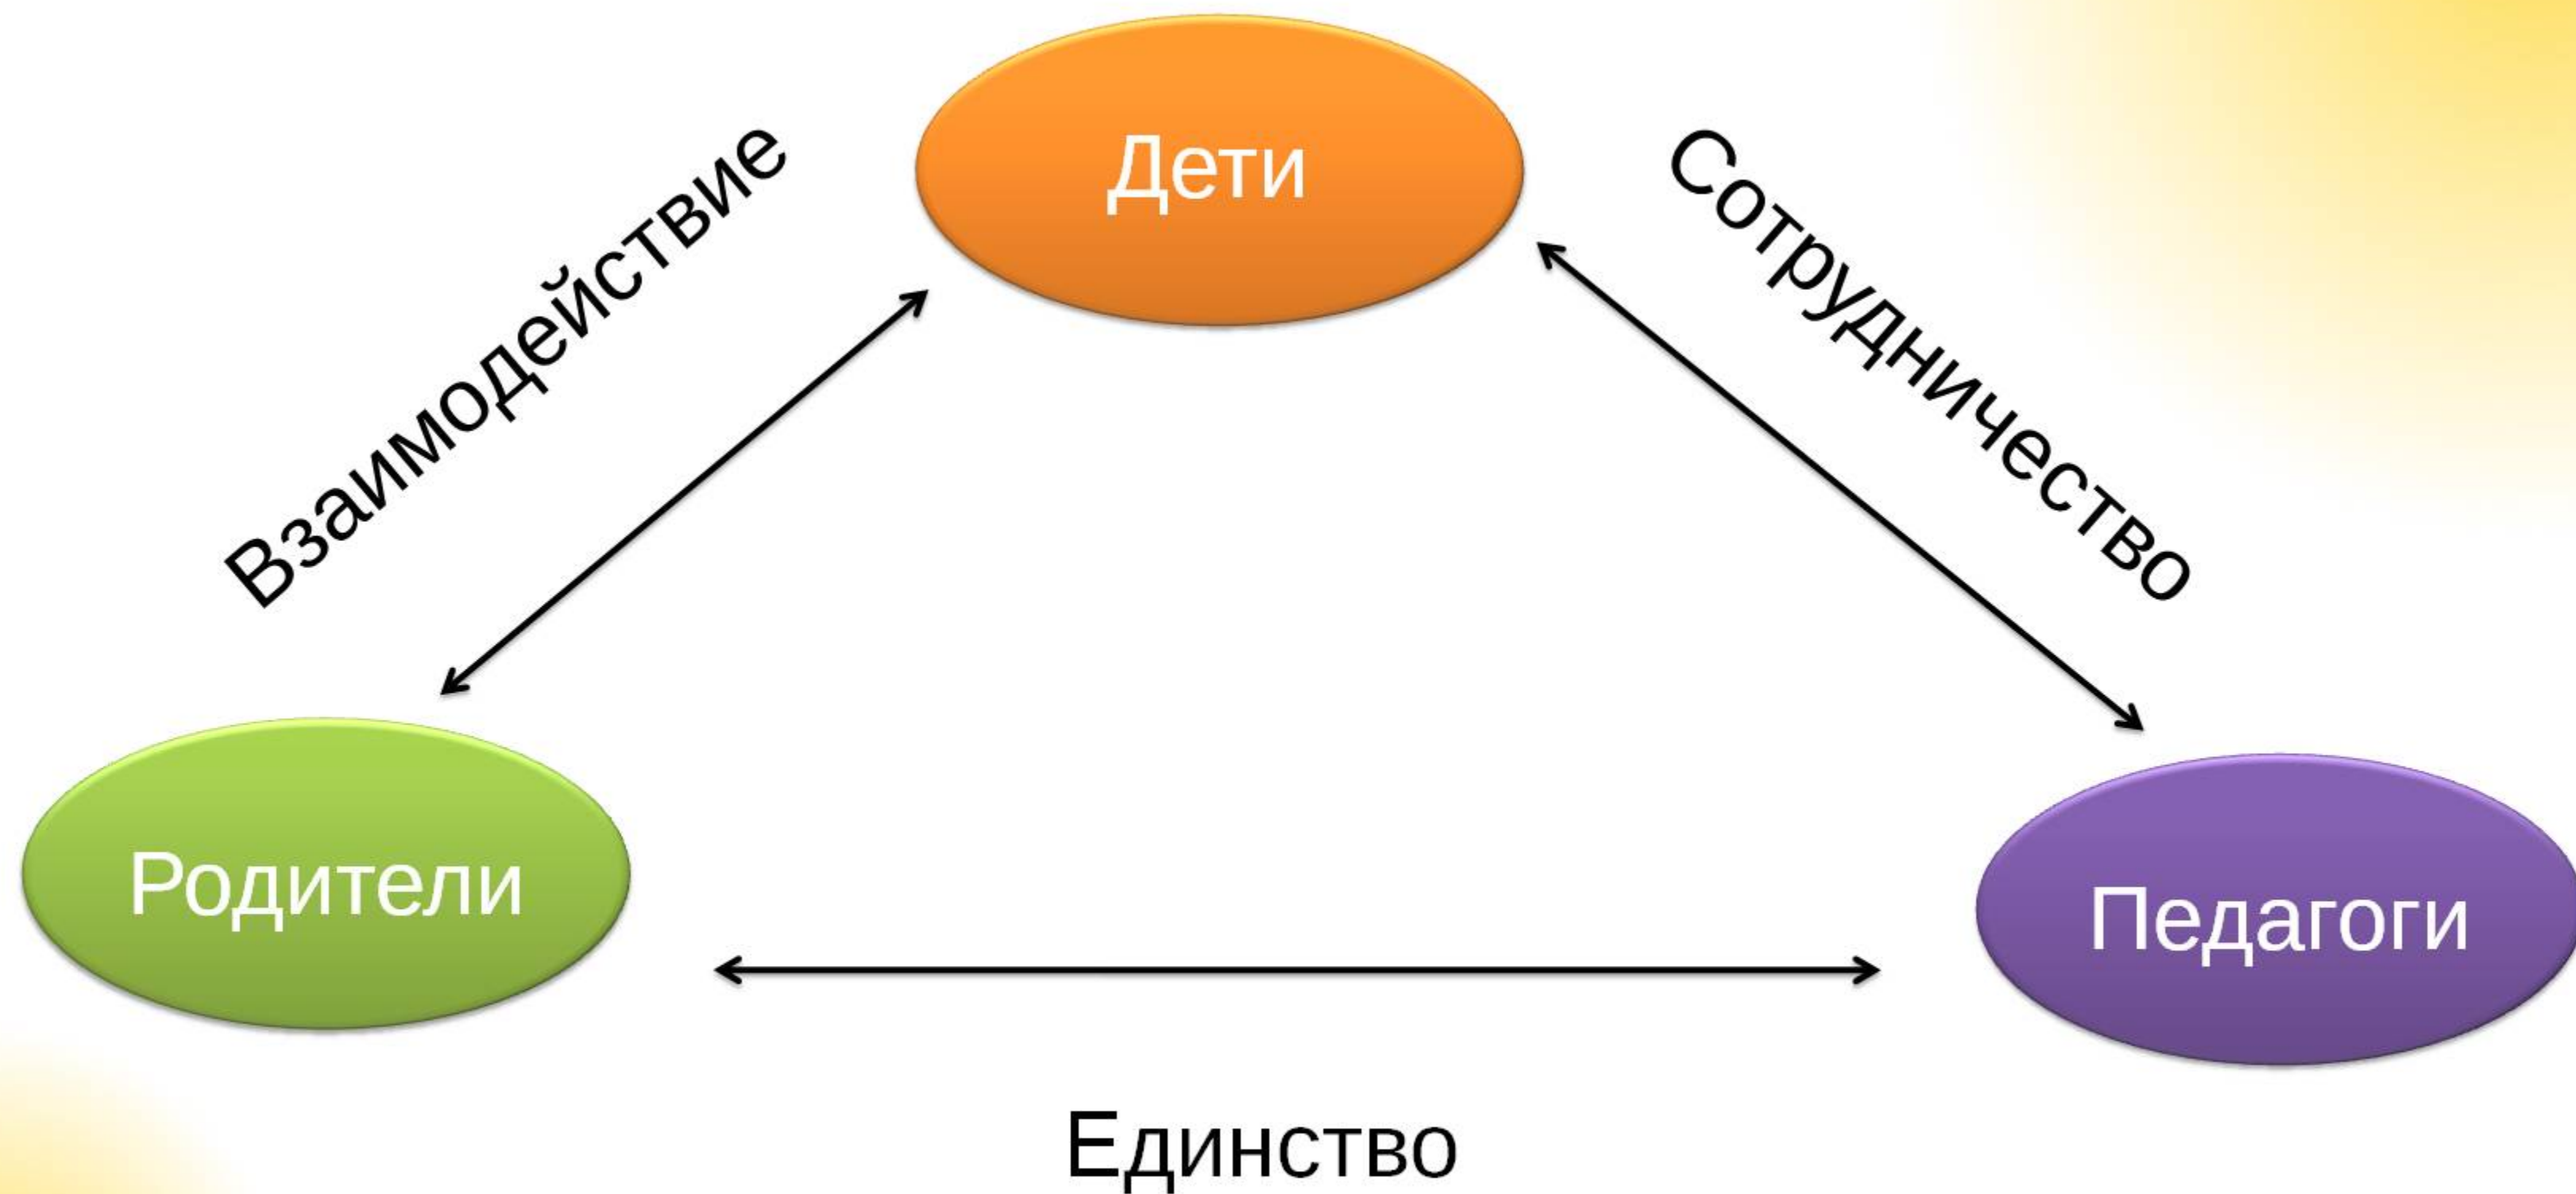 Дети
Взаимодействие
Сотрудничество
Родители
Педагоги
Единство